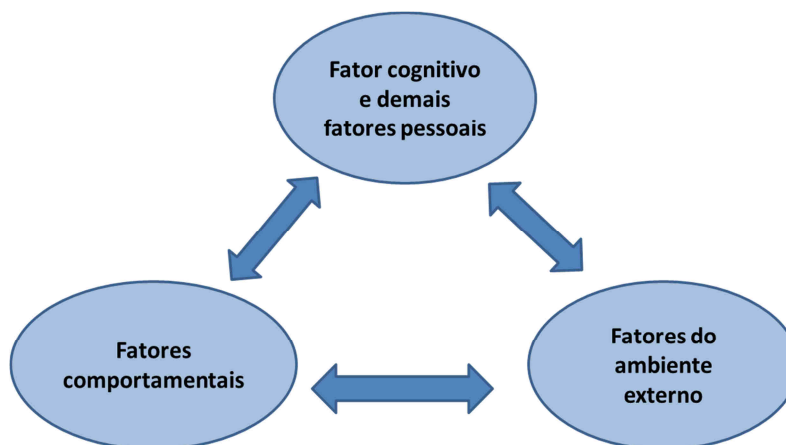 Fator cognitivo
e demais
fatores pessoais
Fatores
comportamentais
Fatores do
ambiente
externo